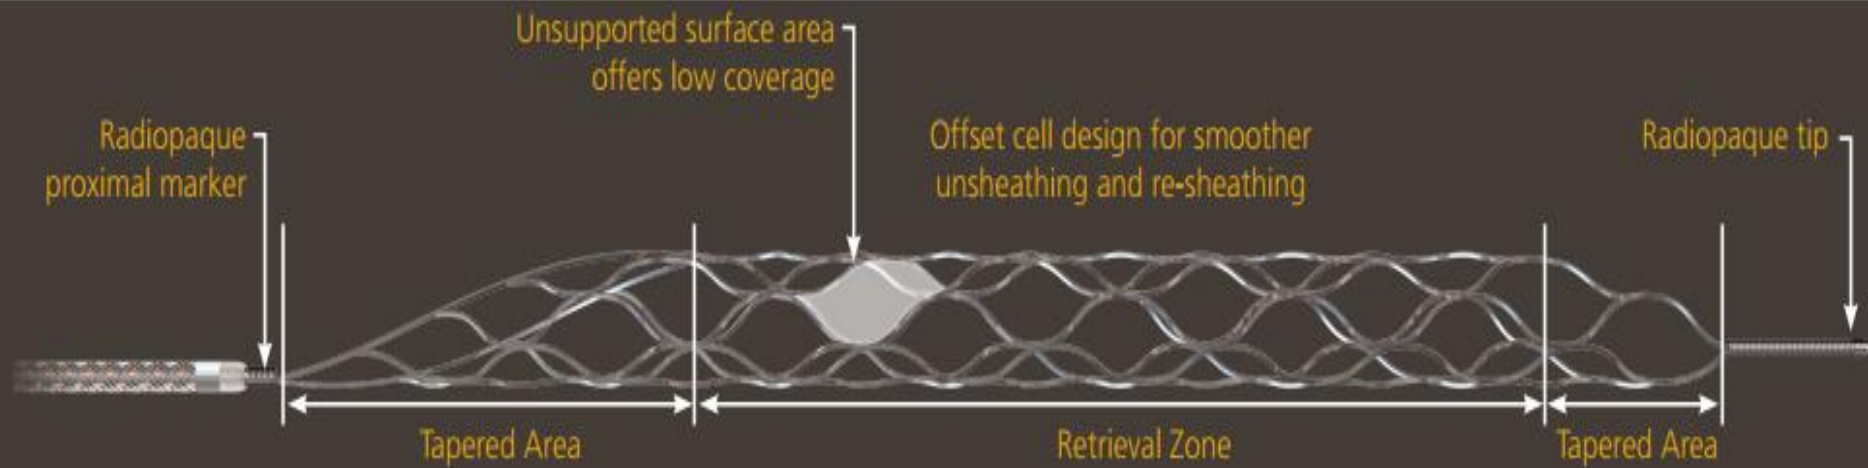 Unsupported surface area
offers low coverage
Radiopaque
proximal marker
Offset cell design for smoother
unsheathing and re-sheathing
Radiopaque tip
Tapered Area
Retrieval Zone
Tapered Area